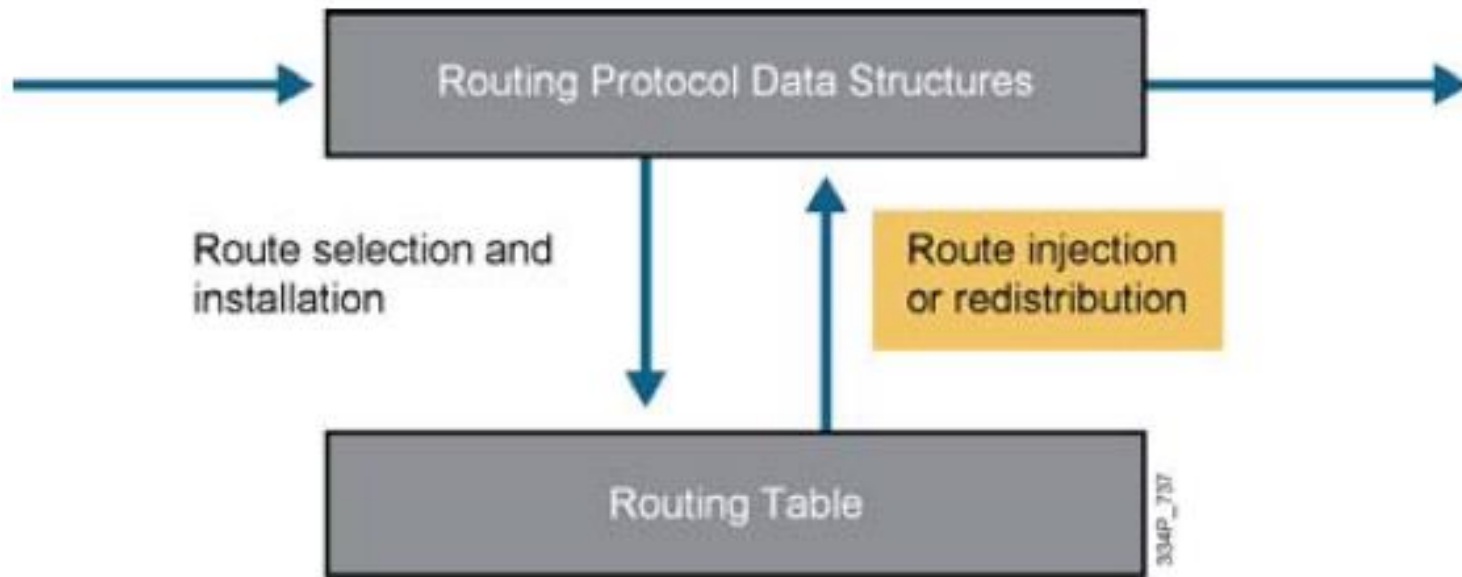 Routing Protocol Data Structures
Route selection and
installation
Route injection
or redistribution
Routing Table
334P_737